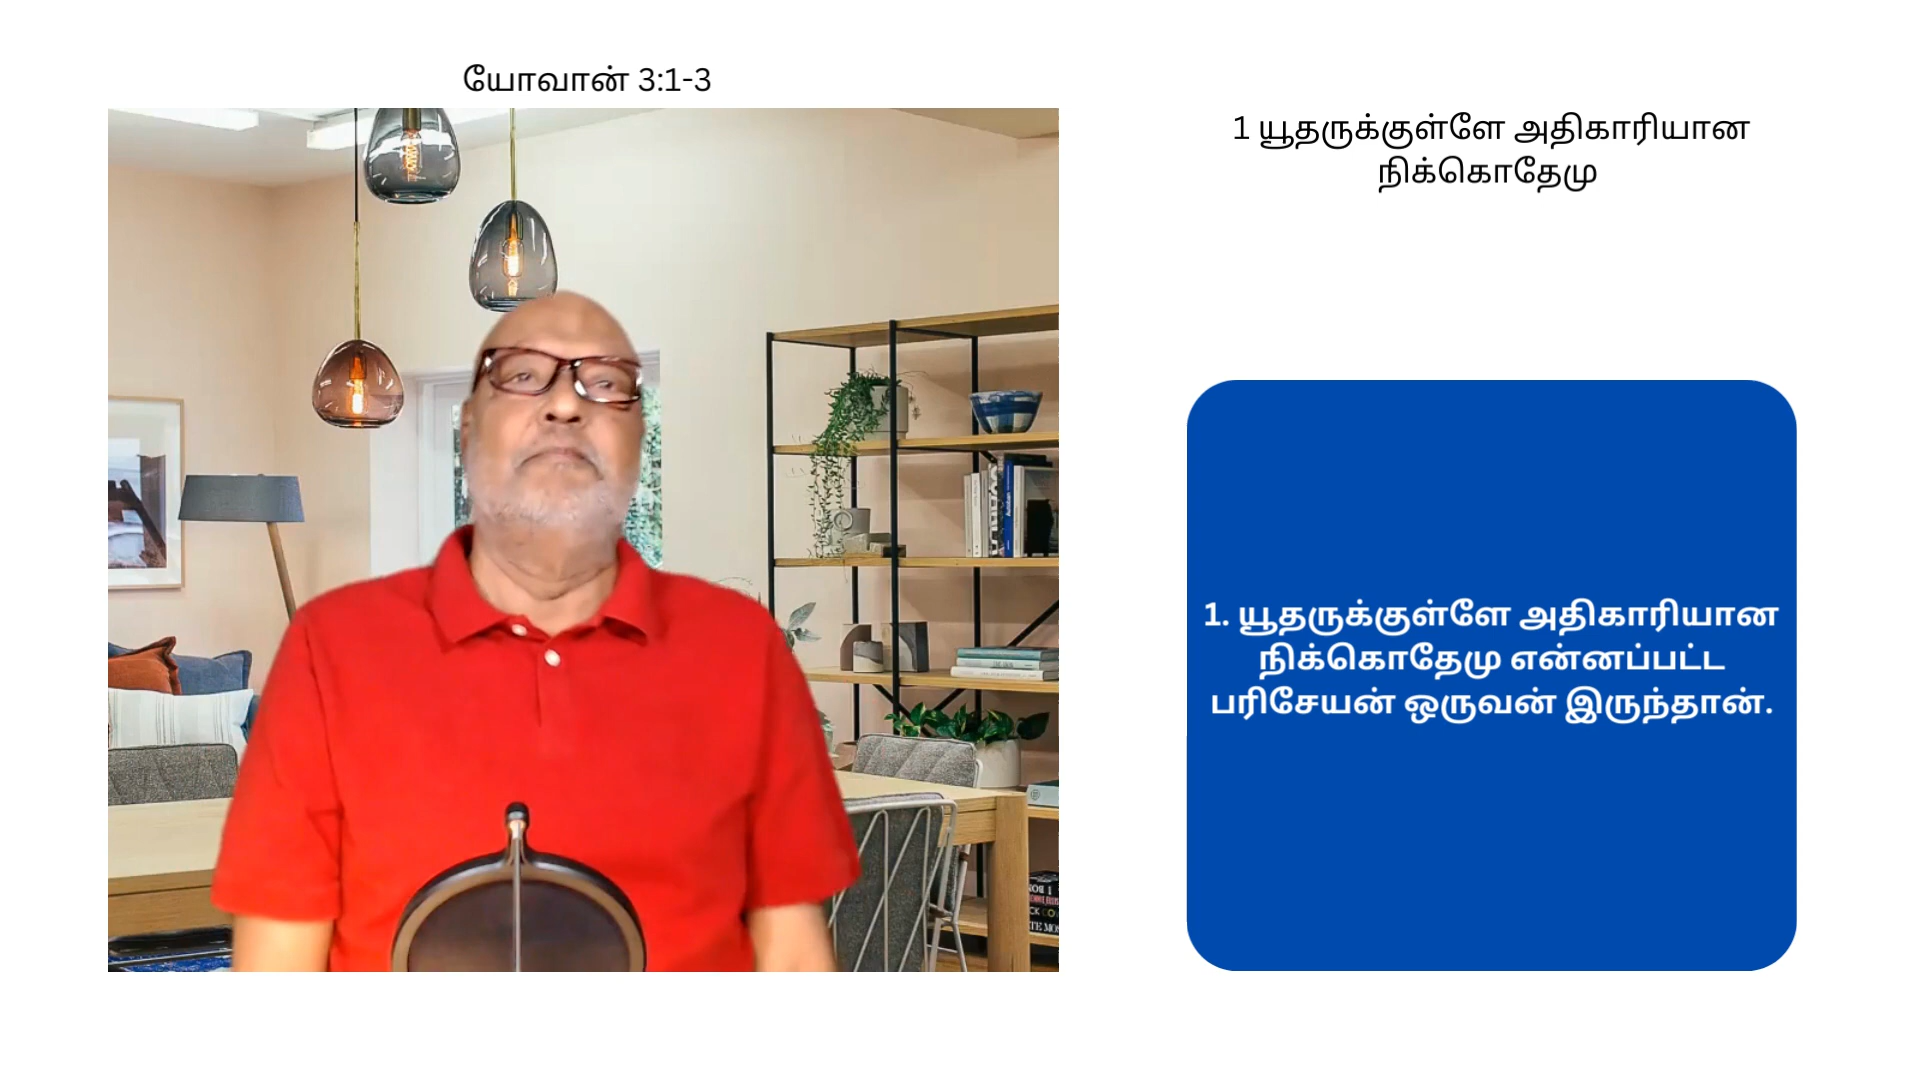 யோவான் 3:1-3
1 யூதருக்குள்ளே அதிகாரியான
நிக்கொதேமு
1. யூதருக்குள்ளே அதிகாரியான
நிக்கொதேமு என்னப்பட்ட
பரிசேயன் ஒருவன் இருந்தான்.